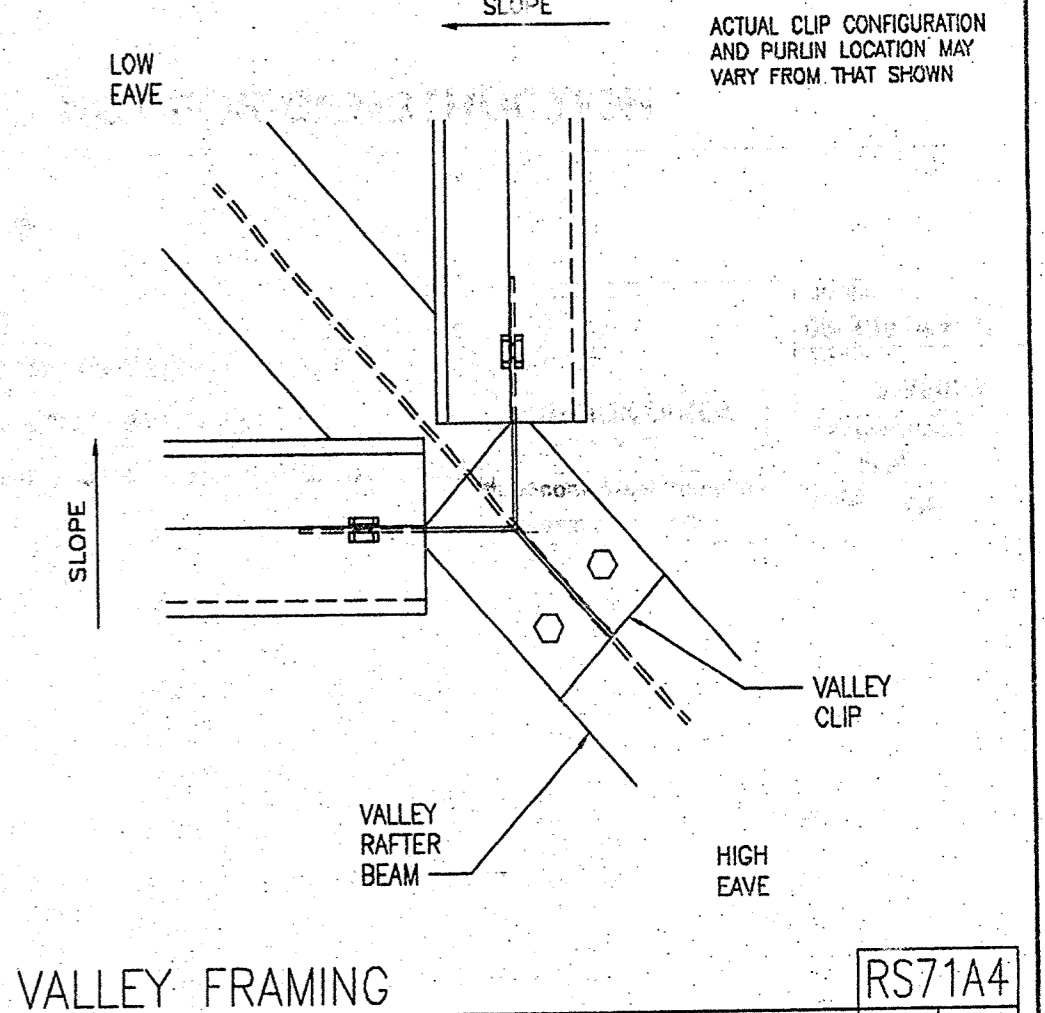 SLOPE
ACTUAL CLIP CONFIGURATION
AND PURLIN LOCATION MAY
VARY FROM THAT SHOWN
LOW
EAVE
SLOPE
VALLEY
CLIP
VALLEY
RAFTER
BEAM
HIGH
EAVE
VALLEY FRAMING
RS71A4